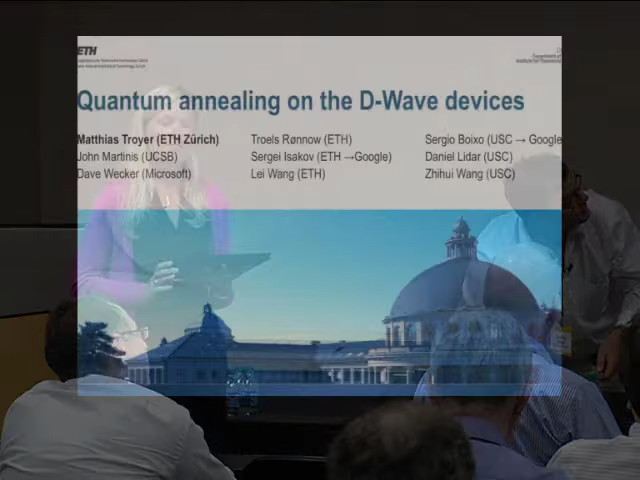 ETH
Quantum annealing on the D-Wave devices
Matthias Troyer (ETH Zürich) Troels Rønnow (ETH) Sergio Boixo (USC → Google
John Martinis (UCSB) Sergei Isakov (ETH →Google) Daniel Lidar (USC)
Dave Wecker (Microsoft) Lei Wang (ETH) Zhihui Wang (USC)